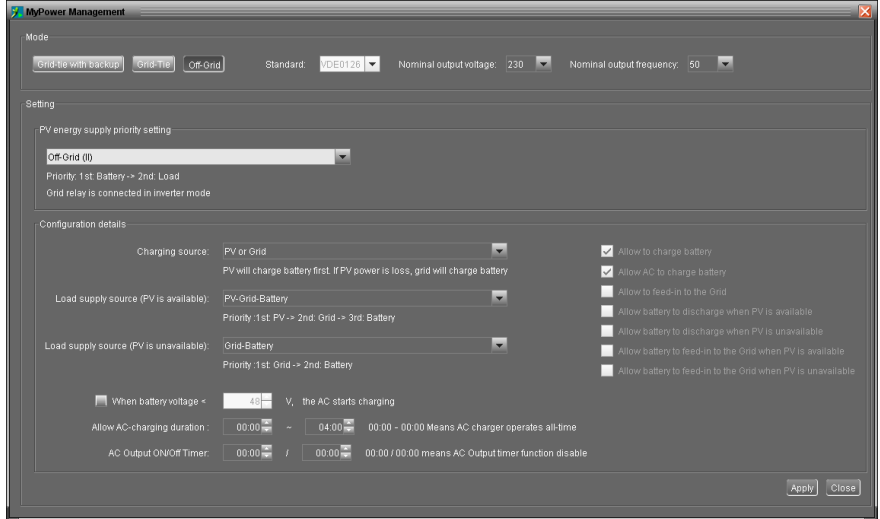 MyPower Management
Mode
Grid-tie with backup Grid-Tie Off-Grid Standard: VDE0126 Nominal output voltage: 230 Nominal output frequency: 50
Setting
PV energy supply priority setting
Off-Grid (II)
Priority: 1st: Battery -> 2nd: Load
Grid relay is connected in inverter mode
Configuration details
Charging source: PV or Grid
PV will charge battery first. If PV power is loss, grid will charge battery
Load supply source (PV is available): PV-Grid-Battery
Priority :1st: PV -> 2nd: Grid -> 3rd: Battery
Load supply source (PV is unavailable): Grid-Battery
Priority :1st: Grid -> 2nd: Battery
Allow to charge battery
Allow AC to charge battery
Allow to feed-in to the Grid
Allow battery to discharge when PV is available
Allow battery to discharge when PV is unavailable
Allow battery to feed-in to the Grid when PV is available
Allow battery to feed-in to the Grid when PV is unavailable
When battery voltage < 48 V, the AC starts charging
Allow AC-charging duration : 00:00 ~ 04:00 00:00 - 00:00 Means AC charger operates all-time
AC Output ON/Off Timer: 00:00 / 00:00 00:00 / 00:00 means AC Output timer function disable
Apply Close